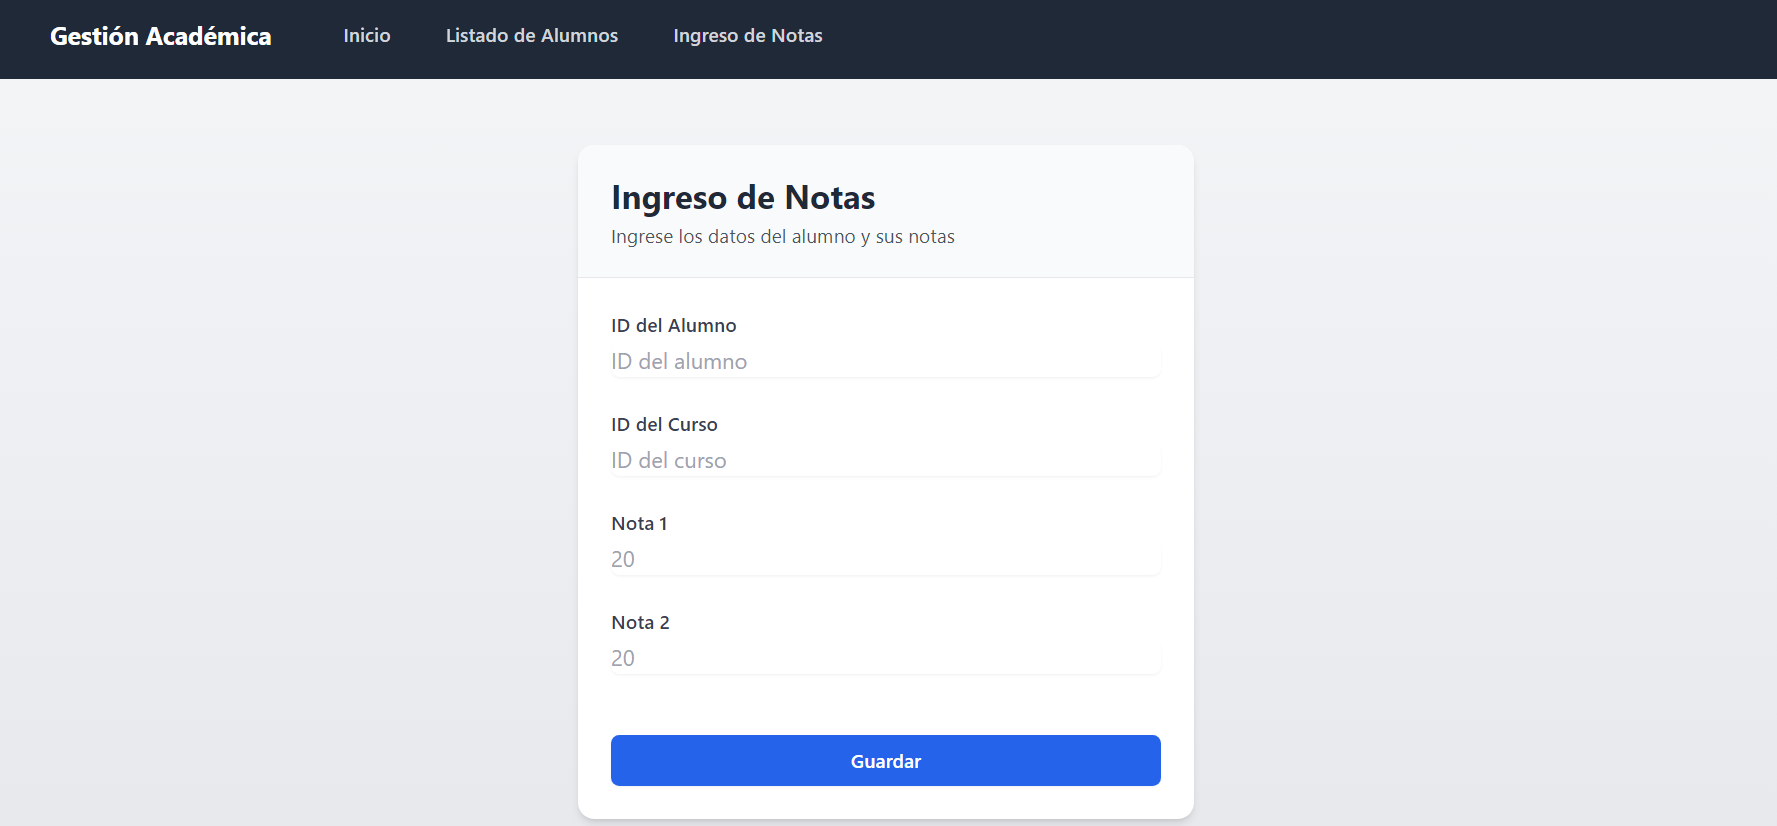 Gestión Académica
Inicio
Listado de Alumnos
Ingreso de Notas
Ingreso de Notas
Ingrese los datos del alumno y sus notas
ID del Alumno
ID del alumno
ID del Curso
ID del curso
Nota 1
20
Nota 2
20
Guardar